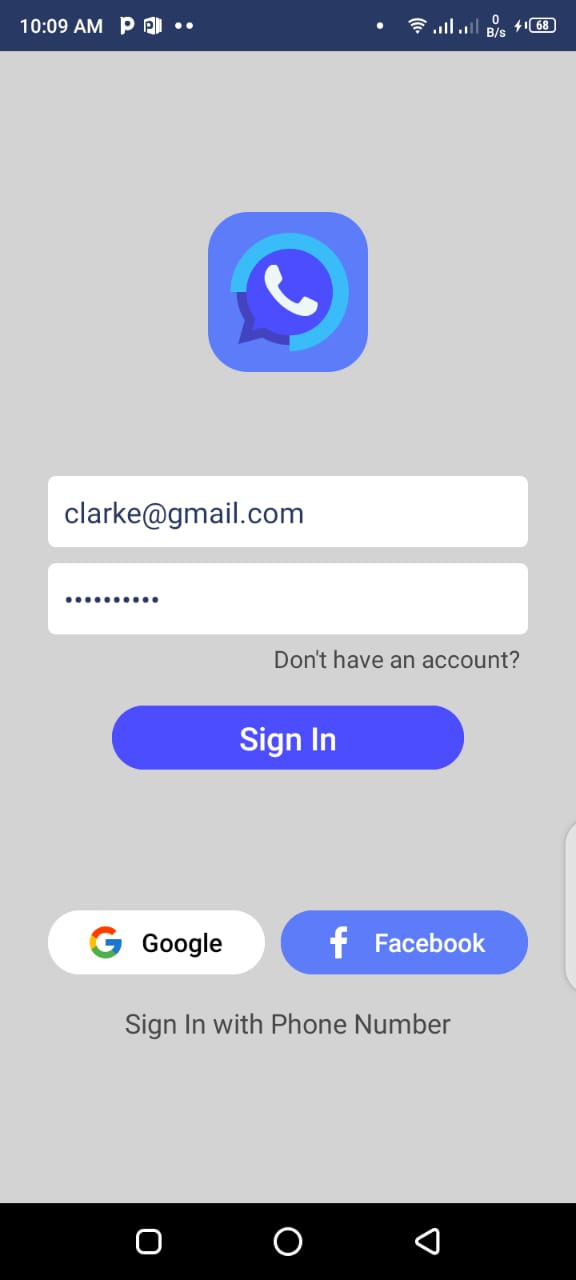 10:09 AM
0 B/s
68
clarke@gmail.com
••••••••••
Don't have an account?
Sign In
Google
Facebook
Sign In with Phone Number